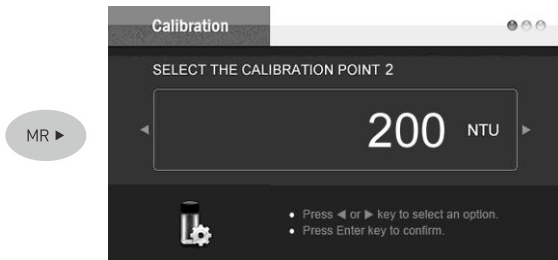 Calibration
SELECT THE CALIBRATION POINT 2
MR ▶
◀ 200 NTU ▶
• Press ◀ or ▶ key to select an option.
• Press Enter key to confirm.